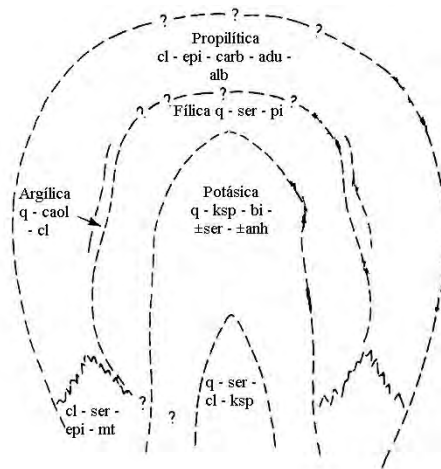 ?
?
?
Propilítica
cl - epi - carb - adu -
alb
?
?
?
?
?
Fílica q - ser - pi
?
Argílica
q - caol
- cl
Potásica
q - ksp - bi -
±ser - ±anh
q - ser -
cl - ksp
cl - ser -
epi - mt
?
?
?